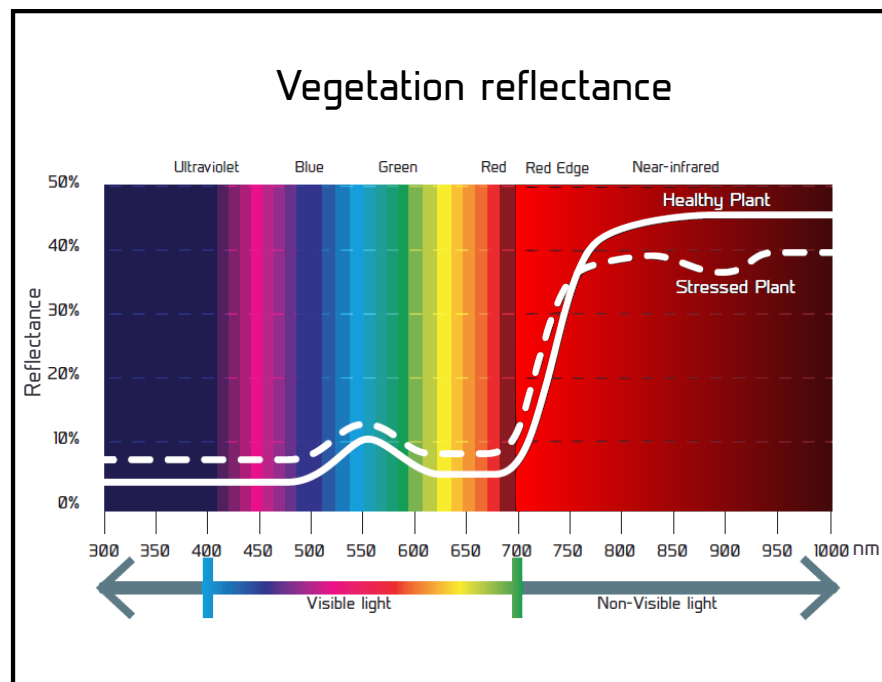 Vegetation reflectance
Ultraviolet Blue Green Red Red Edge Near-infrared
50%
Healthy Plant
40%
Stressed Plant
30%
Reflectance
20%
10%
0%
300 350 400 450 500 550 600 650 700 750 800 850 900 950 1000 nm
Visible light Non-Visible light